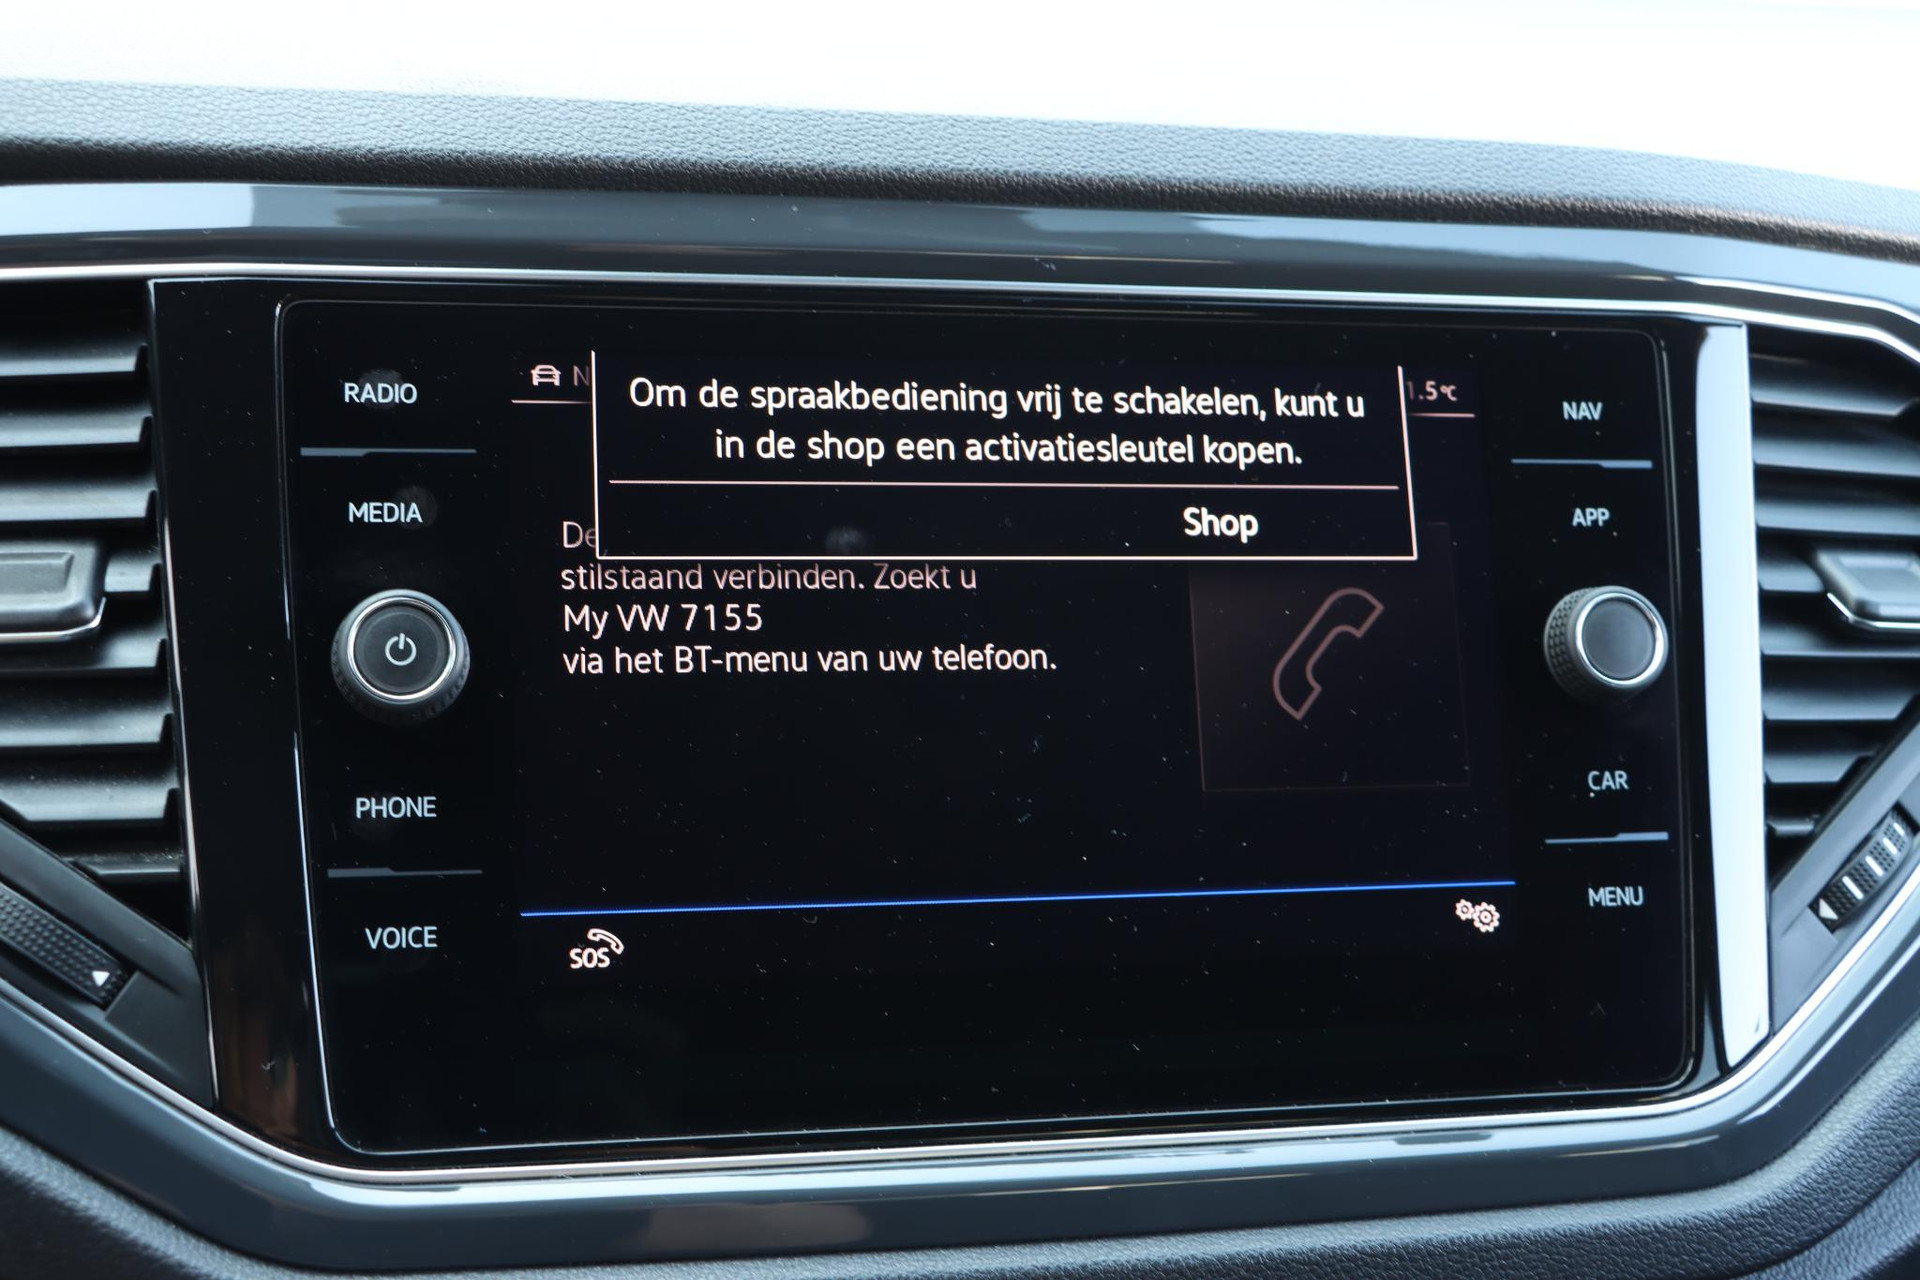 RADIO
MEDIA
PHONE
VOICE
Om de spraakbediening vrij te schakelen, kunt u
in de shop een activatiesleutel kopen.
Shop
.5°C
stilstaand verbinden. Zoekt u
My VW 7155
via het BT-menu van uw telefoon.
SOS
NAV
APP
CAR
MENU